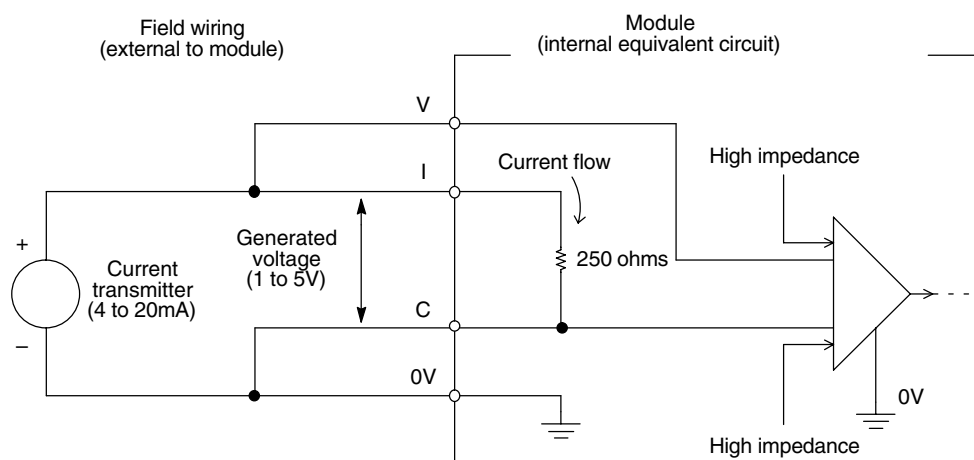 Field wiring
(external to module)
Module
(internal equivalent circuit)
V
High impedance
I
Current flow
+
Current
transmitter
(4 to 20mA)
–
Generated
voltage
(1 to 5V)
250 ohms
C
0V
0V
High impedance